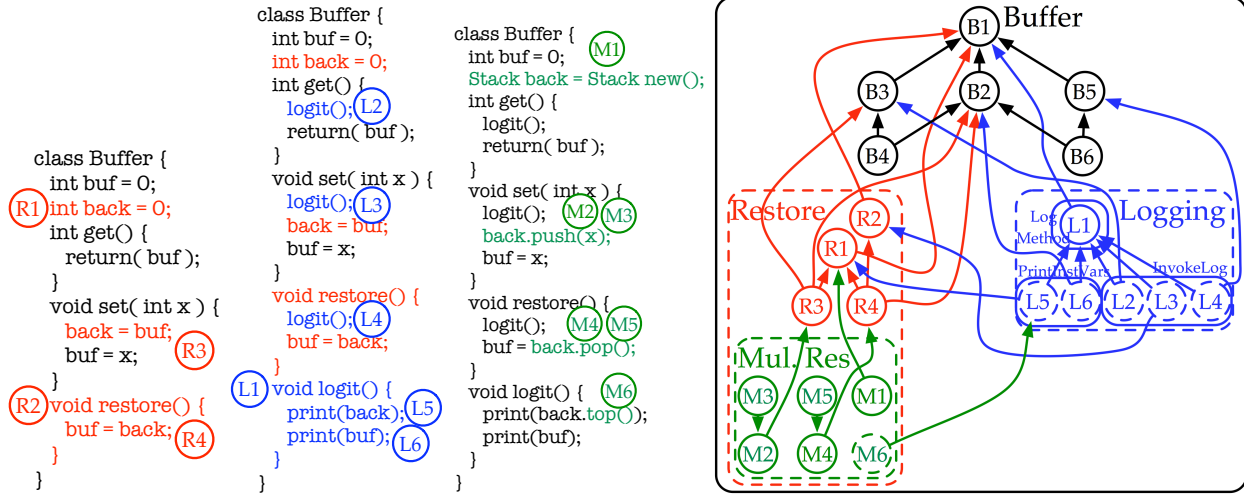 class Buffer {
int buf = 0;
R1 int back = 0;
int get() {
return( buf );
}
void set( int x ) {
back = buf;
buf = x; R3
}
R2 void restore() {
buf = back; R4
}
}
class Buffer {
int buf = 0;
int back = 0;
int get() {
logit(); L2
return( buf );
}
void set( int x ) {
logit(); L3
back = buf;
buf = x;
}
void restore() {
logit(); L4
buf = back;
}
L1 void logit() {
print(back); L5
print(buf); L6
}
}
class Buffer {
int buf = 0; M1
Stack back = Stack new();
int get() {
logit();
return( buf );
}
void set( int x ) {
logit(); M2 M3
back.push(x);
buf = x;
}
void restore() {
logit(); M4 M5
buf = back.pop();
}
void logit() { M6
print(back.top());
print(buf);
}
}
B1 Buffer
B3 B2 B5
B4 B6
Restore
R2
R1
R3 R4
Mul. Res
M3 M5 M1
M2 M4 M6
Logging
Log
Method
L1
PrintInstVars
InvokeLog
L5 L6 L2 L3 L4